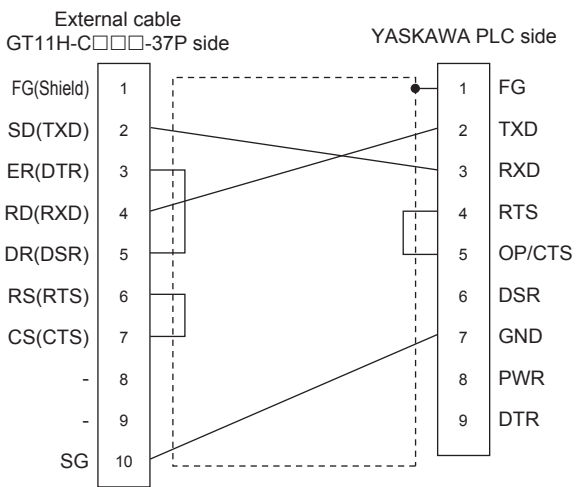 External cable
GT11H-C□□□-37P side
YASKAWA PLC side
FG(Shield) 1 1 FG
SD(TXD) 2 2 TXD
ER(DTR) 3 3 RXD
RD(RXD) 4 4 RTS
DR(DSR) 5 5 OP/CTS
RS(RTS) 6 6 DSR
CS(CTS) 7 7 GND
- 8 8 PWR
- 9 9 DTR
SG 10